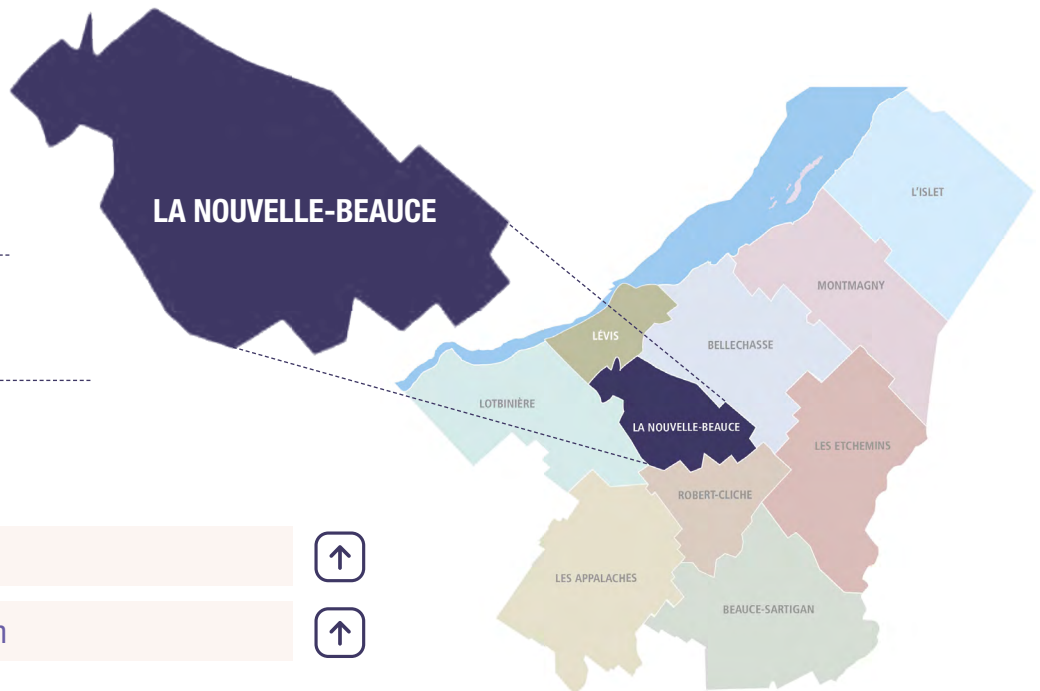 LA NOUVELLE-BEAUCE
L'ISLET
MONTMAGNY
LÉVIS
BELLECHASSE
LOTBINIÈRE
LA NOUVELLE-BEAUCE
LES ETCHEMINS
ROBERT-CLICHE
LES APPALACHES
BEAUCE-SARTIGAN